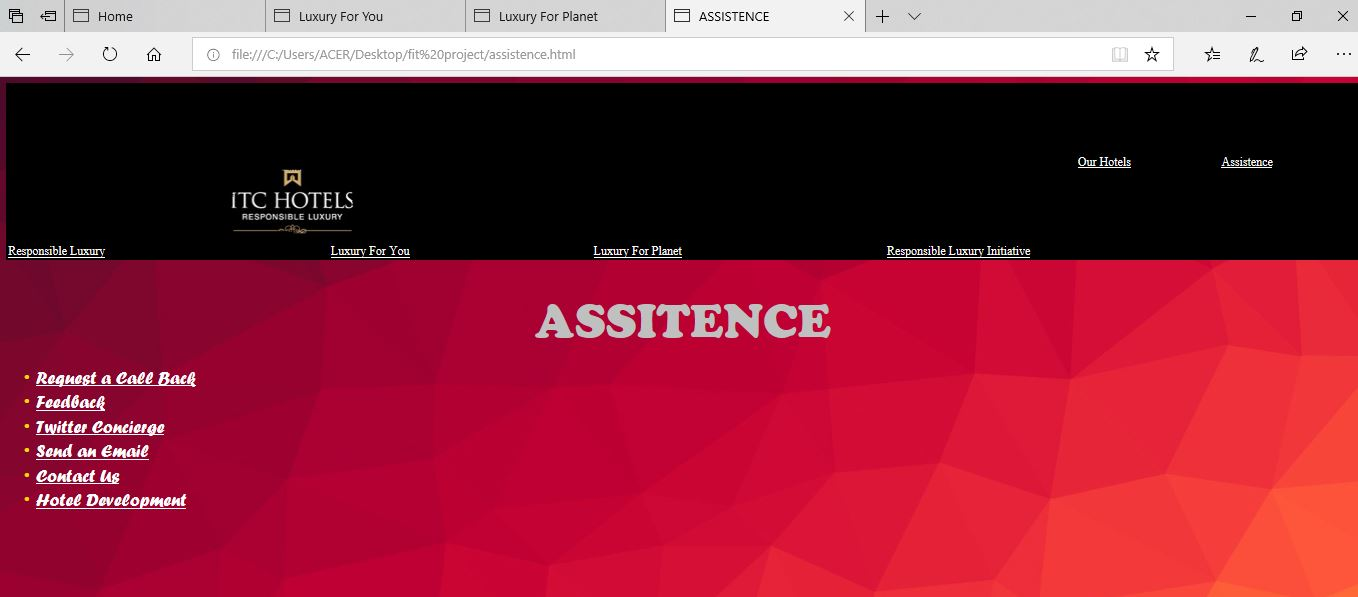 Home Luxury For You Luxury For Planet ASSISTENCE
file:///C:/Users/ACER/Desktop/fit%20project/assistence.html
Our Hotels Assistence
ITC HOTELS
RESPONSIBLE LUXURY
Responsible Luxury Luxury For You Luxury For Planet Responsible Luxury Initiative
ASSITENCE
• Request a Call Back
• Feedback
• Twitter Concierge
• Send an Email
• Contact Us
• Hotel Development